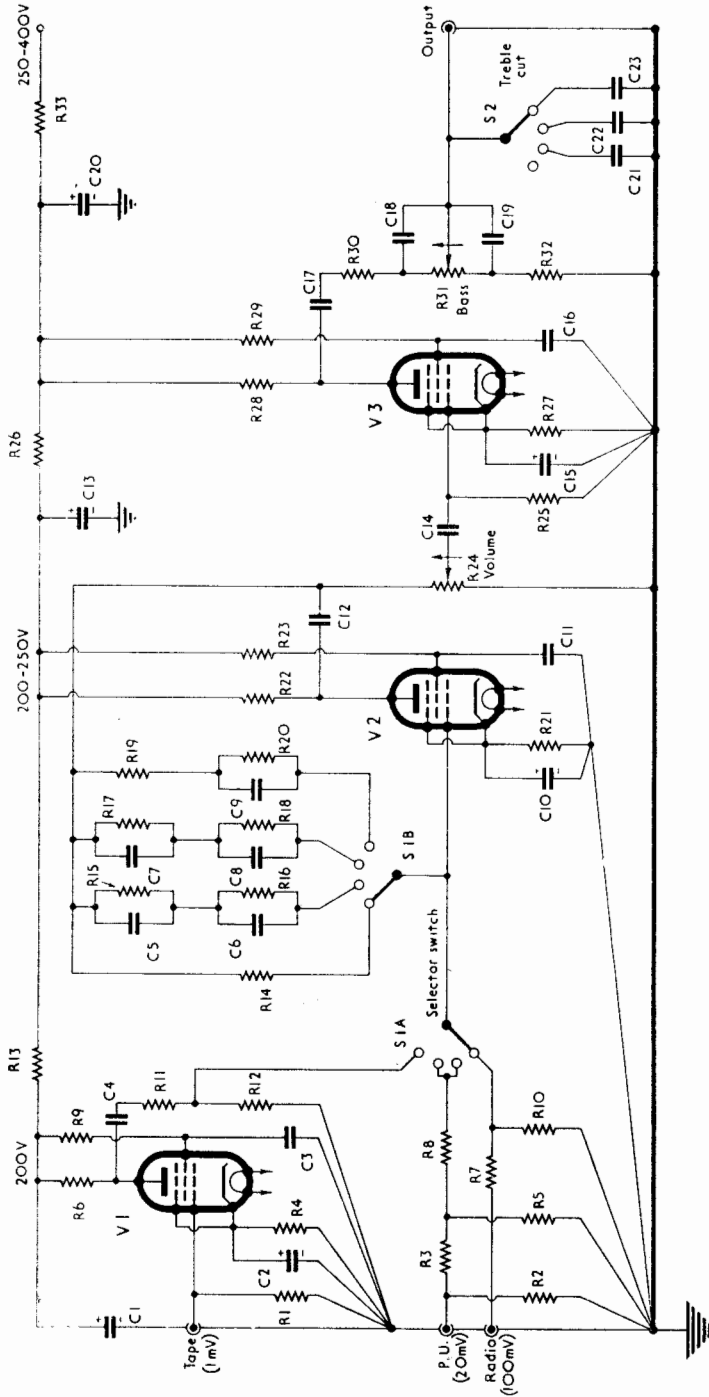 250-400V
R33
C20
R26
C13
200-250V
R13
200V
R29
R28
C17
R30
C18
R31
Bass
C19
R32
Output
S2
Treble
cut
C23
C22
C21
V3
C16
R27
C15
R25
C14
R24
Volume
C12
R23
R22
V2
C11
R21
C10
R19
R20
R17
C9
R18
R15
C7
C8
R16
C5
C6
R14
S1B
S1A
Selector switch
C4
R11
R12
R9
R6
C3
V1
R4
C2
R1
C1
Tape
(1mV)
R8
R3
R7
R10
R5
R2
P.U.
(20mV)
Radio
(100mV)